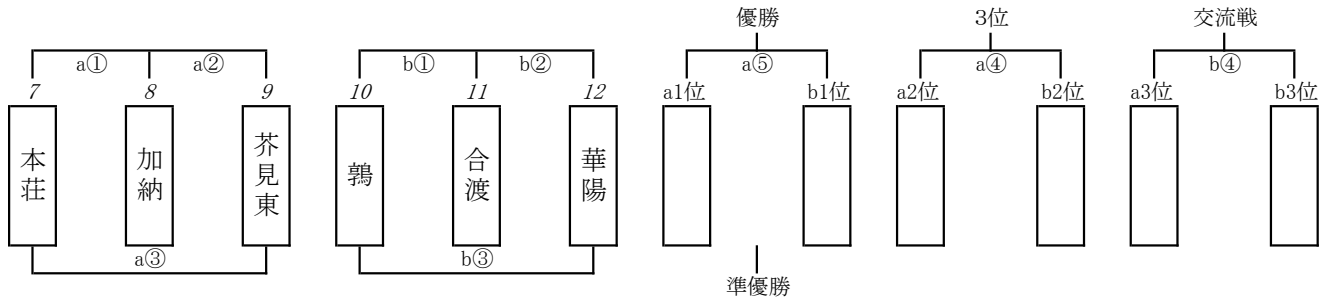 優勝 3位 交流戦
a① a② b① b② a⑤ a④ b④
7 8 9 10 11 12 a1位 b1位 a2位 b2位 a3位 b3位
本荘 加納 芥見東 鶉 合渡 華陽
a③ b③
準優勝